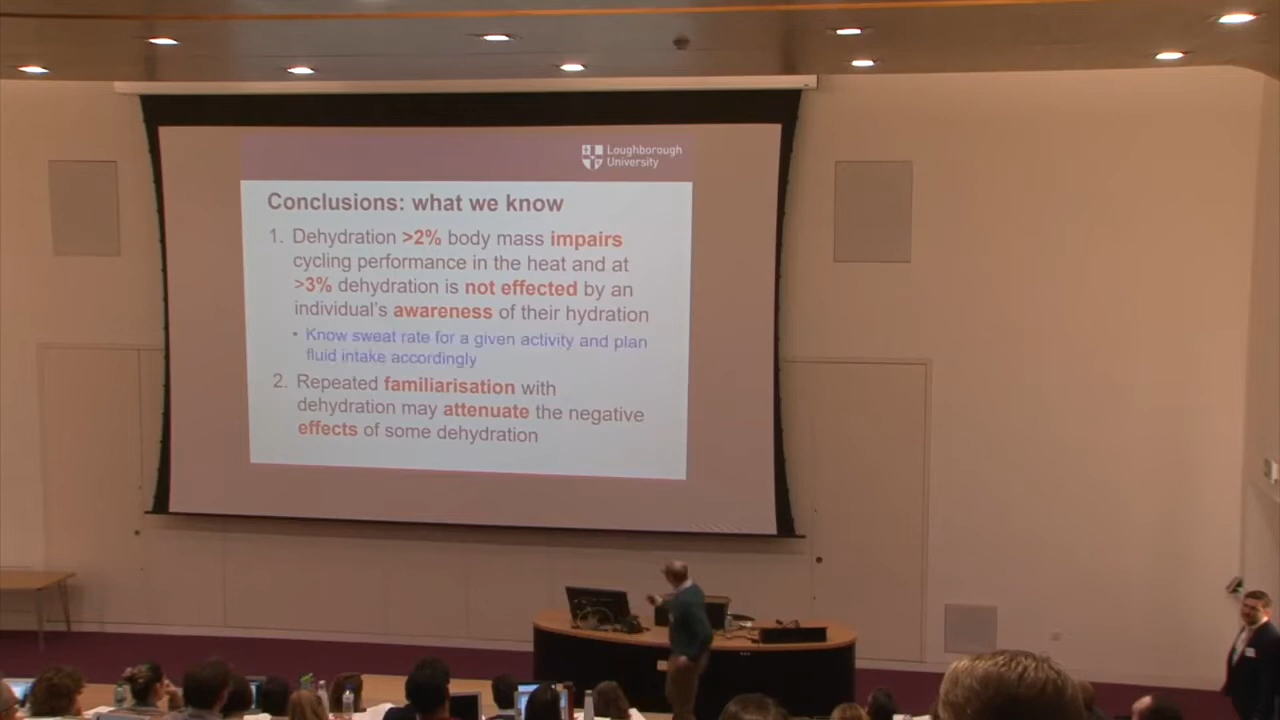 Loughborough
University
Conclusions: what we know
1. Dehydration >2% body mass impairs
cycling performance in the heat and at
>3% dehydration is not effected by an
individual's awareness of their hydration
• Know sweat rate for a given activity and plan
fluid intake accordingly
2. Repeated familiarisation with
dehydration may attenuate the negative
effects of some dehydration